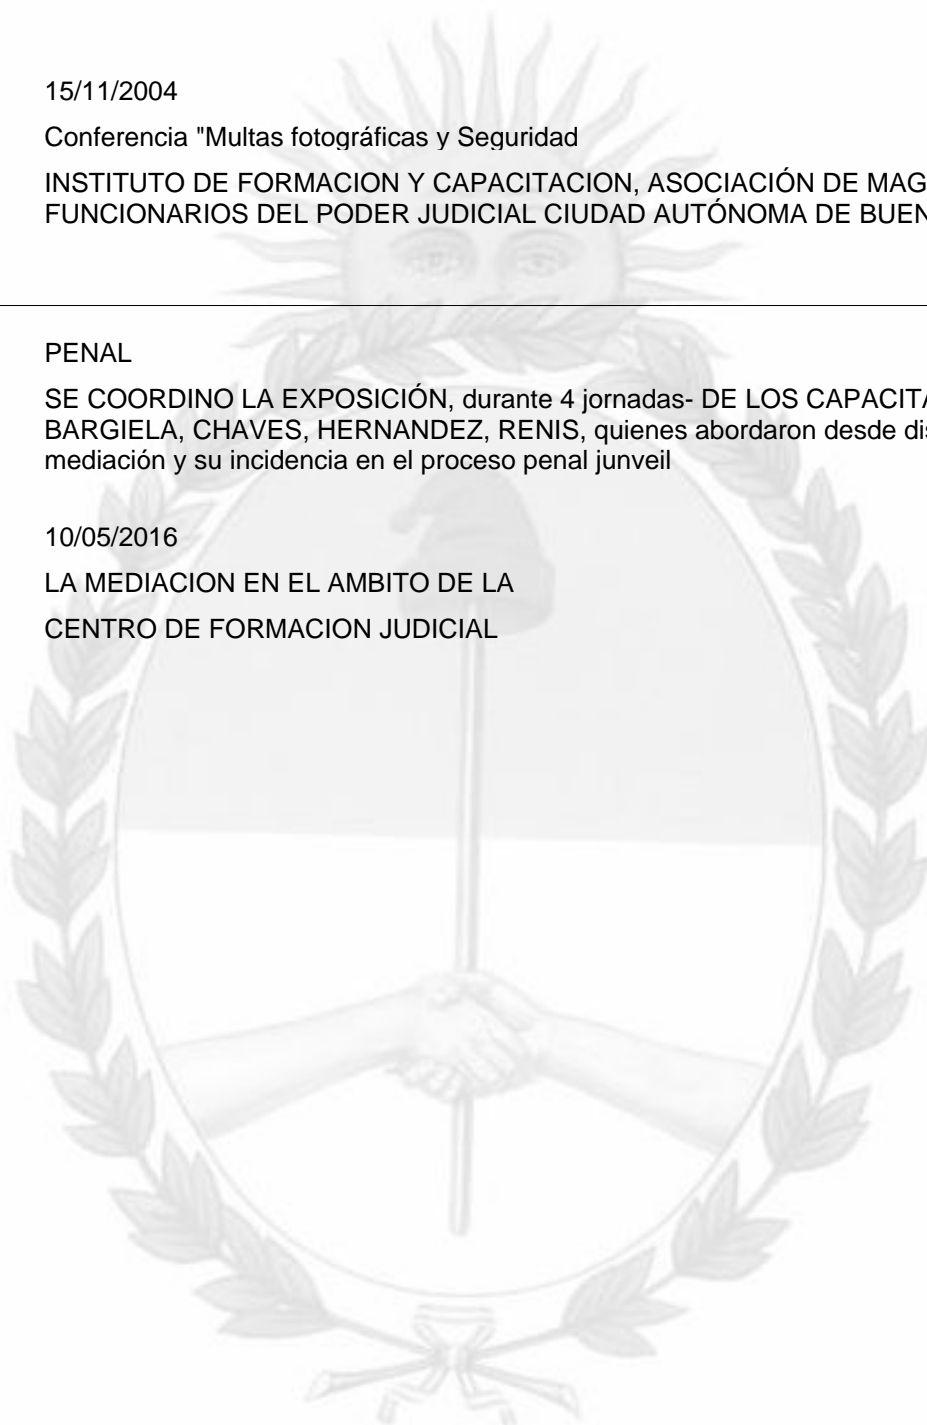 15/11/2004
Conferencia "Multas fotográficas y Seguridad
INSTITUTO DE FORMACION Y CAPACITACION, ASOCIACIÓN DE MAG
FUNCIONARIOS DEL PODER JUDICIAL CIUDAD AUTÓNOMA DE BUEN
PENAL
SE COORDINO LA EXPOSICIÓN, durante 4 jornadas- DE LOS CAPACITA
BARGIELA, CHAVES, HERNANDEZ, RENIS, quienes abordaron desde dis
mediación y su incidencia en el proceso penal junveil
10/05/2016
LA MEDIACION EN EL AMBITO DE LA
CENTRO DE FORMACION JUDICIAL